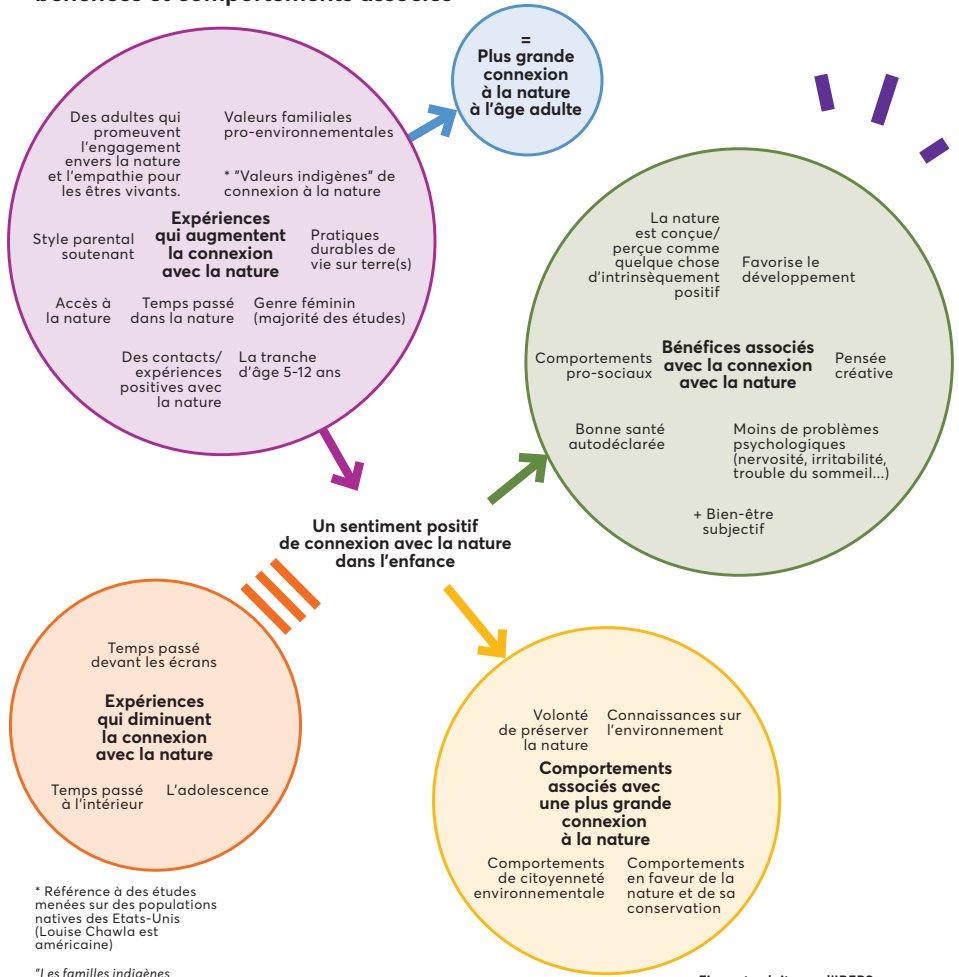 bénéfices et comportements associés
=
Plus grande
connexion
à la nature
à l'âge adulte
Des adultes qui
promeuvent
l'engagement
envers la nature
et l'empathie pour
les êtres vivants.
Valeurs familiales
pro-environnementales
* "Valeurs indigènes" de
connexion à la nature
Style parental
soutenant
Expériences
qui augmentent
la connexion
avec la nature
Pratiques
durables de
vie sur terre(s)
Accès à
la nature
Temps passé
dans la nature
Genre féminin
(majorité des études)
Des contacts/
expériences
positives avec
la nature
La tranche
d'âge 5-12 ans
La nature
est conçue/
perçue comme
quelque chose
d'intrinsèquement
positif
Favorise le
développement
Comportements
pro-sociaux
Bénéfices associés
avec la connexion
avec la nature
Pensée
créative
Bonne santé
autodéclarée
Moins de problèmes
psychologiques
(nervosité, irritabilité,
trouble du sommeil...)
+ Bien-être
subjectif
Un sentiment positif
de connexion avec la nature
dans l'enfance
Temps passé
devant les écrans
Expériences
qui diminuent
la connexion
avec la nature
Temps passé
à l'intérieur
L'adolescence
Volonté
de préserver
la nature
Connaissances sur
l'environnement
Comportements
associés avec
une plus grande
connexion
à la nature
Comportements
de citoyenneté
environnementale
Comportements
en faveur de la
nature et de sa
conservation
* Référence à des études
menées sur des populations
natives des Etats-Unis
(Louise Chawla est
américaine)
"Les familles indigènes